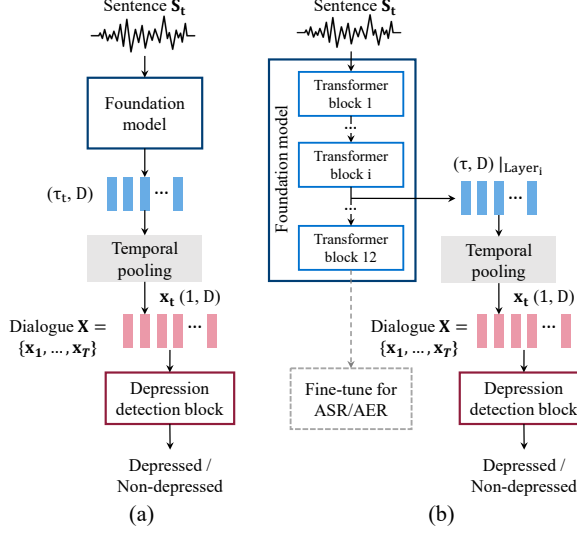 Sentence S_t
Foundation
model
(τ_t, D)
...
Temporal
pooling
x_t (1, D)
Dialogue X =
{x_1, ..., x_T}
...
Depression
detection block
Depressed /
Non-depressed
(a)
Sentence S_t
Foundation model
Transformer
block 1
...
Transformer
block i
...
Transformer
block 12
Fine-tune for
ASR/AER
(τ, D) |_Layer_i
...
Temporal
pooling
x_t (1, D)
Dialogue X =
{x_1, ..., x_T}
...
Depression
detection block
Depressed /
Non-depressed
(b)